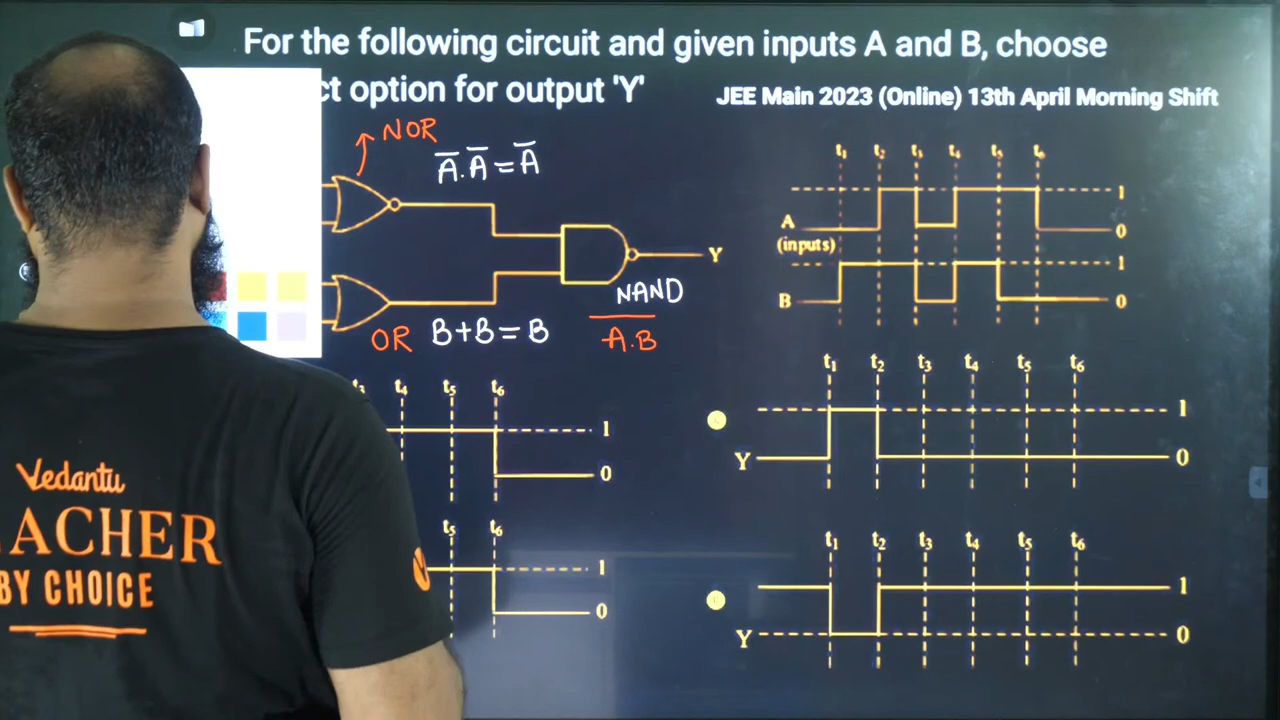 For the following circuit and given inputs A and B, choose
ct option for output 'Y'
JEE Main 2023 (Online) 13th April Morning Shift
NOR
A̅.A̅=A̅
Y
NAND
A.B
OR B+B=B
t₁ t₂ t₃ t₄ t₅ t₆
1
A
0
(inputs)
1
B
0
t₃ t₄ t₅ t₆
1
0
t₁ t₂ t₃ t₄ t₅ t₆
1
Y
0
t₅ t₆
1
0
t₁ t₂ t₃ t₄ t₅ t₆
1
Y
0
Vedantu
EACHER
BY CHOICE